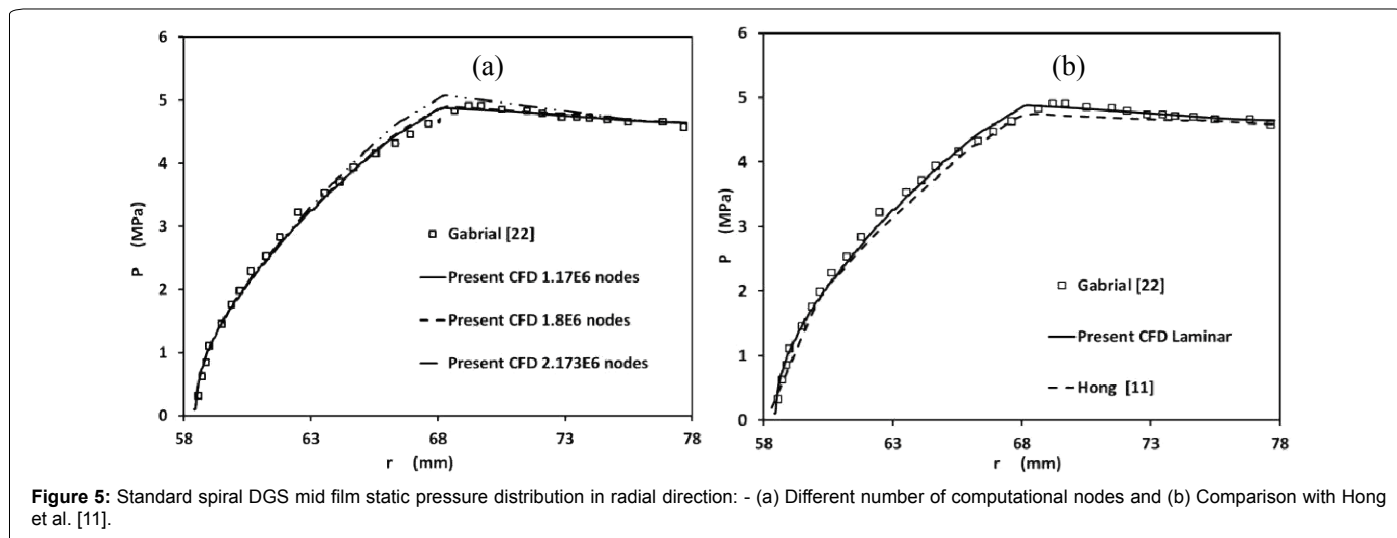 (a)
6
5
4
3
2
1
0
P (MPa)
Gabrial [22]
Present CFD 1.17E6 nodes
Present CFD 1.8E6 nodes
Present CFD 2.173E6 nodes
58 63 68 73 78
r (mm)
(b)
6
5
4
3
2
1
0
P (MPa)
Gabrial [22]
Present CFD Laminar
Hong [11]
58 63 68 73 78
r (mm)
Figure 5: Standard spiral DGS mid film static pressure distribution in radial direction: - (a) Different number of computational nodes and (b) Comparison with Hong
et al. [11].